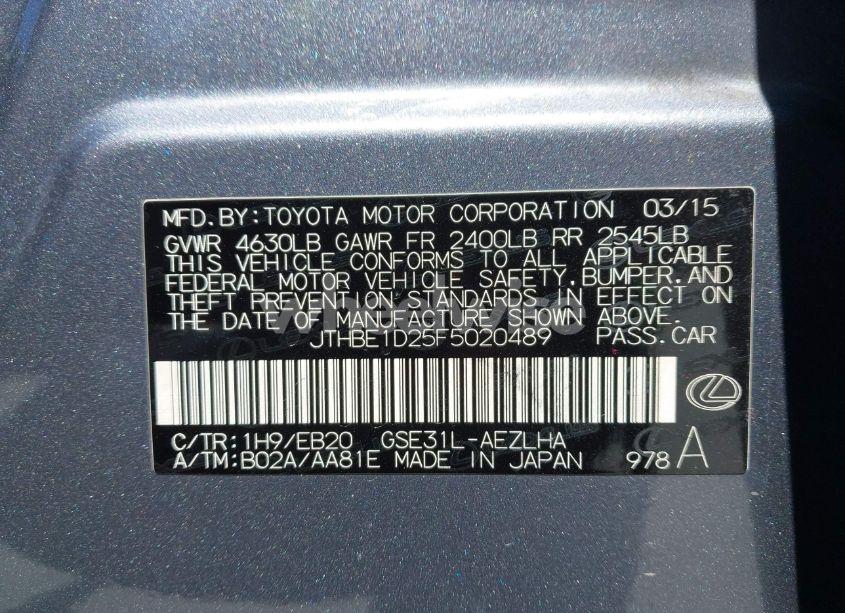 MFD.BY:TOYOTA MOTOR CORPORATION 03/15
GVWR 4630LB GAWR FR 2400LB RR 2545LB
THIS VEHICLE CONFORMS TO ALL APPLICABLE
FEDERAL MOTOR VEHICLE SAFETY,BUMPER,AND
THEFT PREVENTION STANDARDS IN EFFECT ON
THE DATE OF MANUFACTURE SHOWN ABOVE.
JTHBE1D25F5020489 PASS.CAR
C/TR:1H9/EB20 GSE31L-AEZLHA
A/TM:B02A/AA81E MADE IN JAPAN 978 A